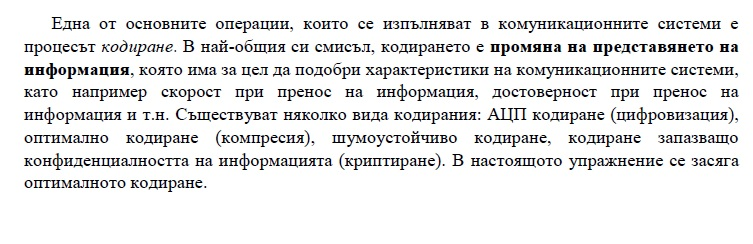 Една от основните операции, които се изпълняват в комуникационните системи е
процесът кодиране. В най-общия си смисъл, кодирането е промяна на представянето на
информация, която има за цел да подобри характеристики на комуникационните системи,
като например скорост при пренос на информация, достоверност при пренос на
информация и т.н. Съществуват няколко вида кодирания: АЦП кодиране (цифровизация),
оптимално кодиране (компресия), шумоустойчиво кодиране, кодиране запазващо
конфиденциалността на информацията (криптиране). В настоящото упражнение се засяга
оптималното кодиране.